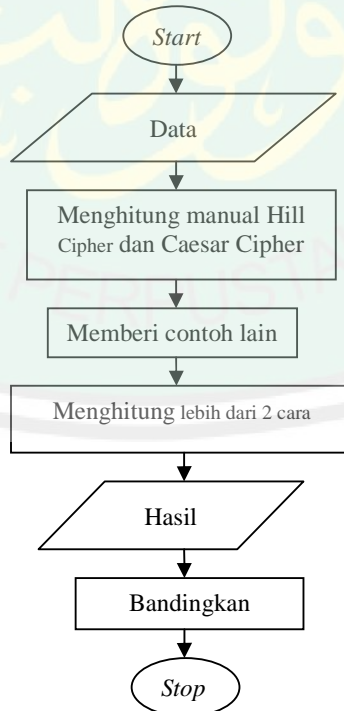 Start
Data
Menghitung manual Hill
Cipher dan Caesar Cipher
Memberi contoh lain
Menghitung lebih dari 2 cara
Hasil
Bandingkan
Stop